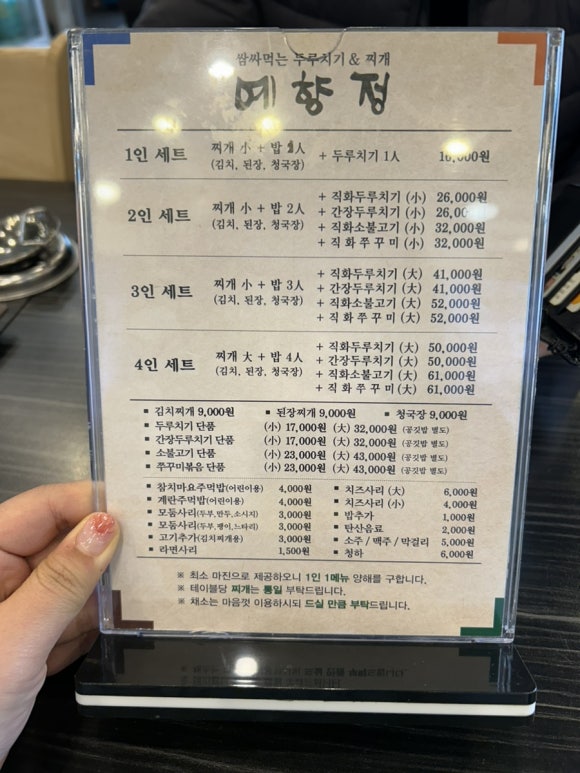 쌈싸먹는 두루치기 & 찌개
예향정
1인 세트 찌개 小 + 밥 1인 + 두루치기 1인 16,000원
(김치, 된장, 청국장)
2인 세트 찌개 小 + 밥 2인 + 직화두루치기 (小) 26,000원
(김치, 된장, 청국장) + 간장두루치기 (小)
+ 직화소불고기 (小) 32,000원
+ 직화쭈꾸미 (小) 32,000원
3인 세트 찌개 小 + 밥 3인 + 직화두루치기 (大) 41,000원
(김치, 된장, 청국장) + 간장두루치기 (大) 41,000원
+ 직화소불고기 (大) 52,000원
+ 직화쭈꾸미 (大) 52,000원
4인 세트 찌개 大 + 밥 4인 + 직화두루치기 (大) 50,000원
(김치, 된장, 청국장) + 간장두루치기 (大) 50,000원
+ 직화소불고기 (大) 61,000원
+ 직화쭈꾸미 (大) 61,000원
▪ 김치찌개 9,000원 ▪ 된장찌개 9,000원 ▪ 청국장 9,000원
▪ 두루치기 단품 (小) 17,000원 (大) 32,000원 (공깃밥 별도)
▪ 간장두루치기 단품 (小) 17,000원 (大) 32,000원 (공깃밥 별도)
▪ 소불고기 단품 (小) 23,000원 (大) 43,000원 (공깃밥 별도)
▪ 쭈꾸미볶음 단품 (小) 23,000원 (大) 43,000원 (공깃밥 별도)
▪ 참치마요주먹밥(어린이용) 4,000원 ▪ 치즈사리 (大) 6,000원
▪ 계란주먹밥(어린이용) 4,000원 ▪ 치즈사리 (小) 4,000원
▪ 모둠사리(두부,만두,소시지) 3,000원 ▪ 밥추가 1,000원
▪ 모둠사리(두부,팽이,느타리) 3,000원 ▪ 탄산음료 2,000원
▪ 고기추가(김치찌개용) 3,000원 ▪ 소주 / 맥주 / 막걸리 5,000원
▪ 라면사리 1,500원 ▪ 청하 6,000원
※ 최소 마진으로 제공하오니 1인 1메뉴 양해를 구합니다.
※ 테이블당 찌개는 통일 부탁드립니다.
※ 채소는 마음껏 이용하시되 드실 만큼 부탁드립니다.